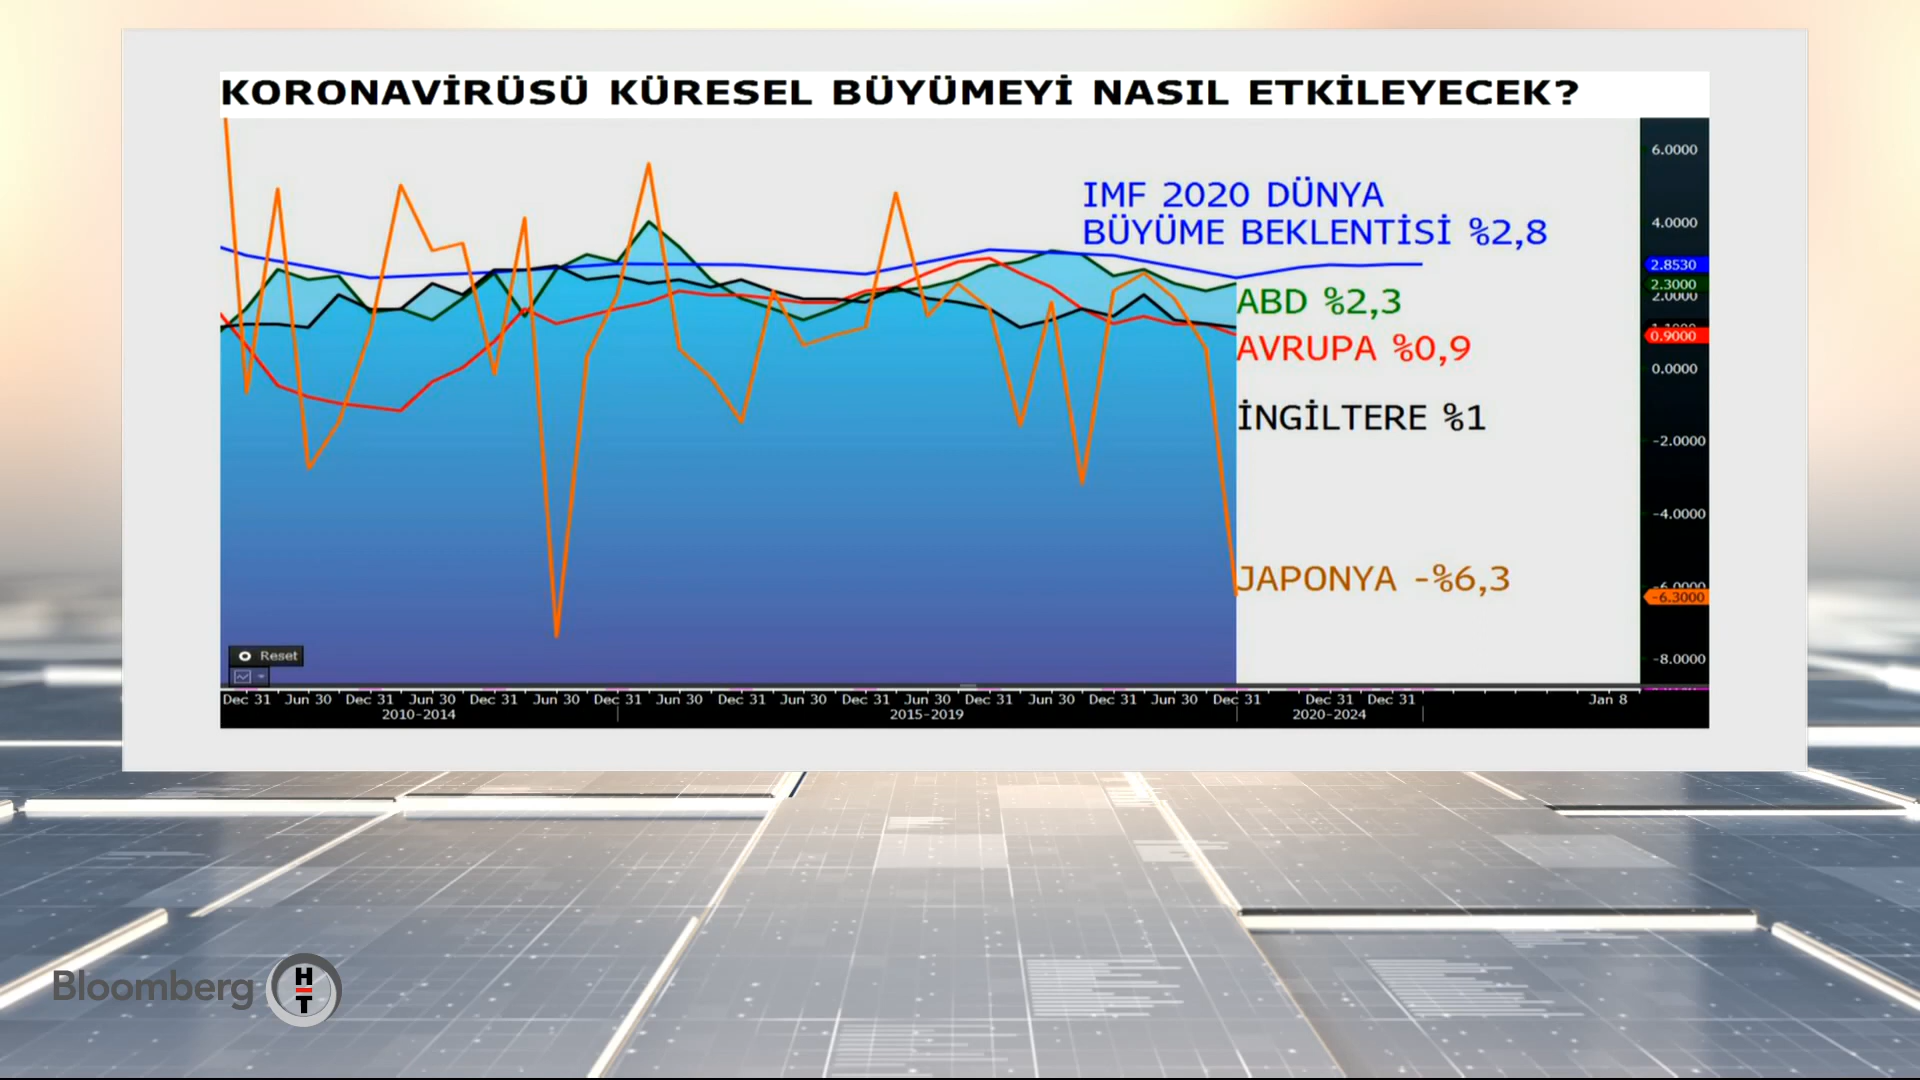 KORONAVİRÜSÜ KÜRESEL BÜYÜMEYİ NASIL ETKİLEYECEK?
6.0000
IMF 2020 DÜNYA
BÜYÜME BEKLENTİSİ %2,8
4.0000
2.8530
2.3000
2.0000
ABD %2,3
AVRUPA %0,9
0.9000
0.0000
İNGİLTERE %1
-2.0000
-4.0000
JAPONYA -%6,3
-6.0000
-6.3000
-8.0000
Reset
Dec 31 Jun 30 Dec 31 Jun 30 Dec 31 Jun 30 Dec 31 Jun 30 Dec 31 Jun 30 Dec 31 Jun 30 Dec 31 Jun 30 Dec 31 Jun 30 Dec 31 Dec 31 Dec 31 Jan 8
2010-2014 2015-2019 2020-2024
Bloomberg HT